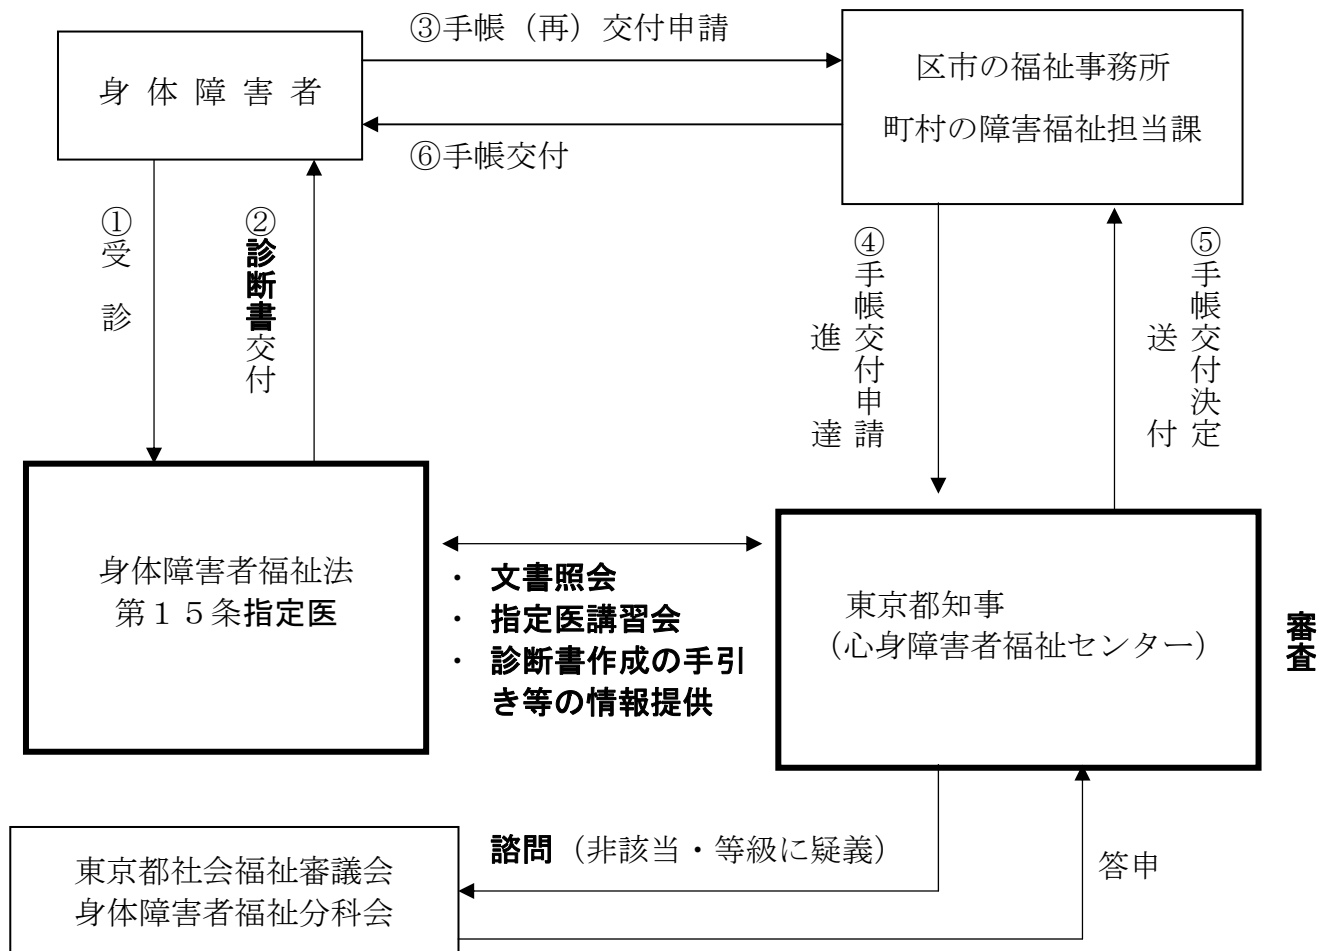 ③手帳（再）交付申請
身体障害者
区市の福祉事務所
町村の障害福祉担当課
⑥手帳交付
①受診
②診断書交付
④手帳交付申請
進達
⑤手帳交付決定
送付
身体障害者福祉法
第１５条指定医
・ 文書照会
・ 指定医講習会
・ 診断書作成の手引
き等の情報提供
東京都知事
（心身障害者福祉センター）
審査
諮問（非該当・等級に疑義）
答申
東京都社会福祉審議会
身体障害者福祉分科会